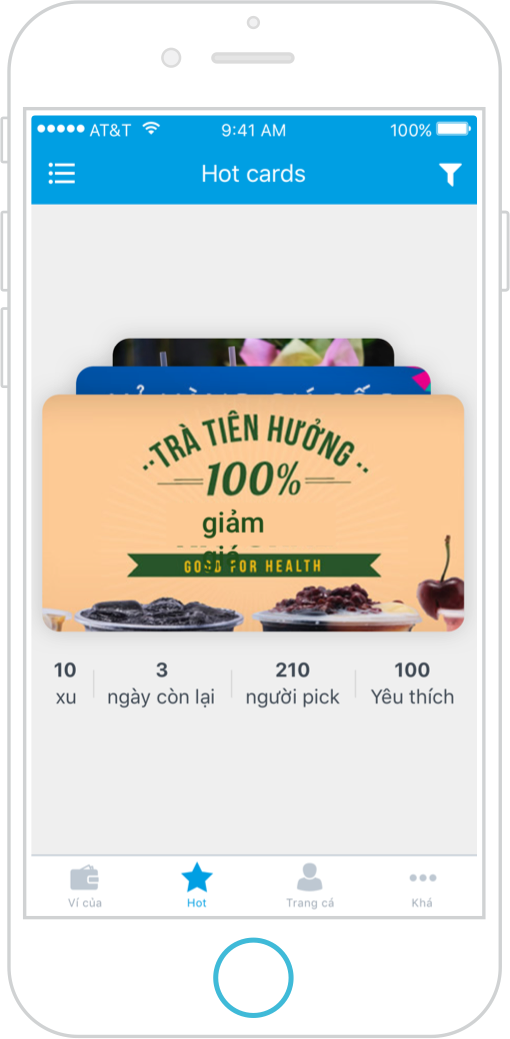 AT&T 9:41 AM 100%
Hot cards
TRÀ TIÊN HƯỞNG
100%
giảm
giá
GOOD FOR HEALTH
10 3 210 100
xu ngày còn lại người pick Yêu thích
Ví của Hot Trang cá Khá